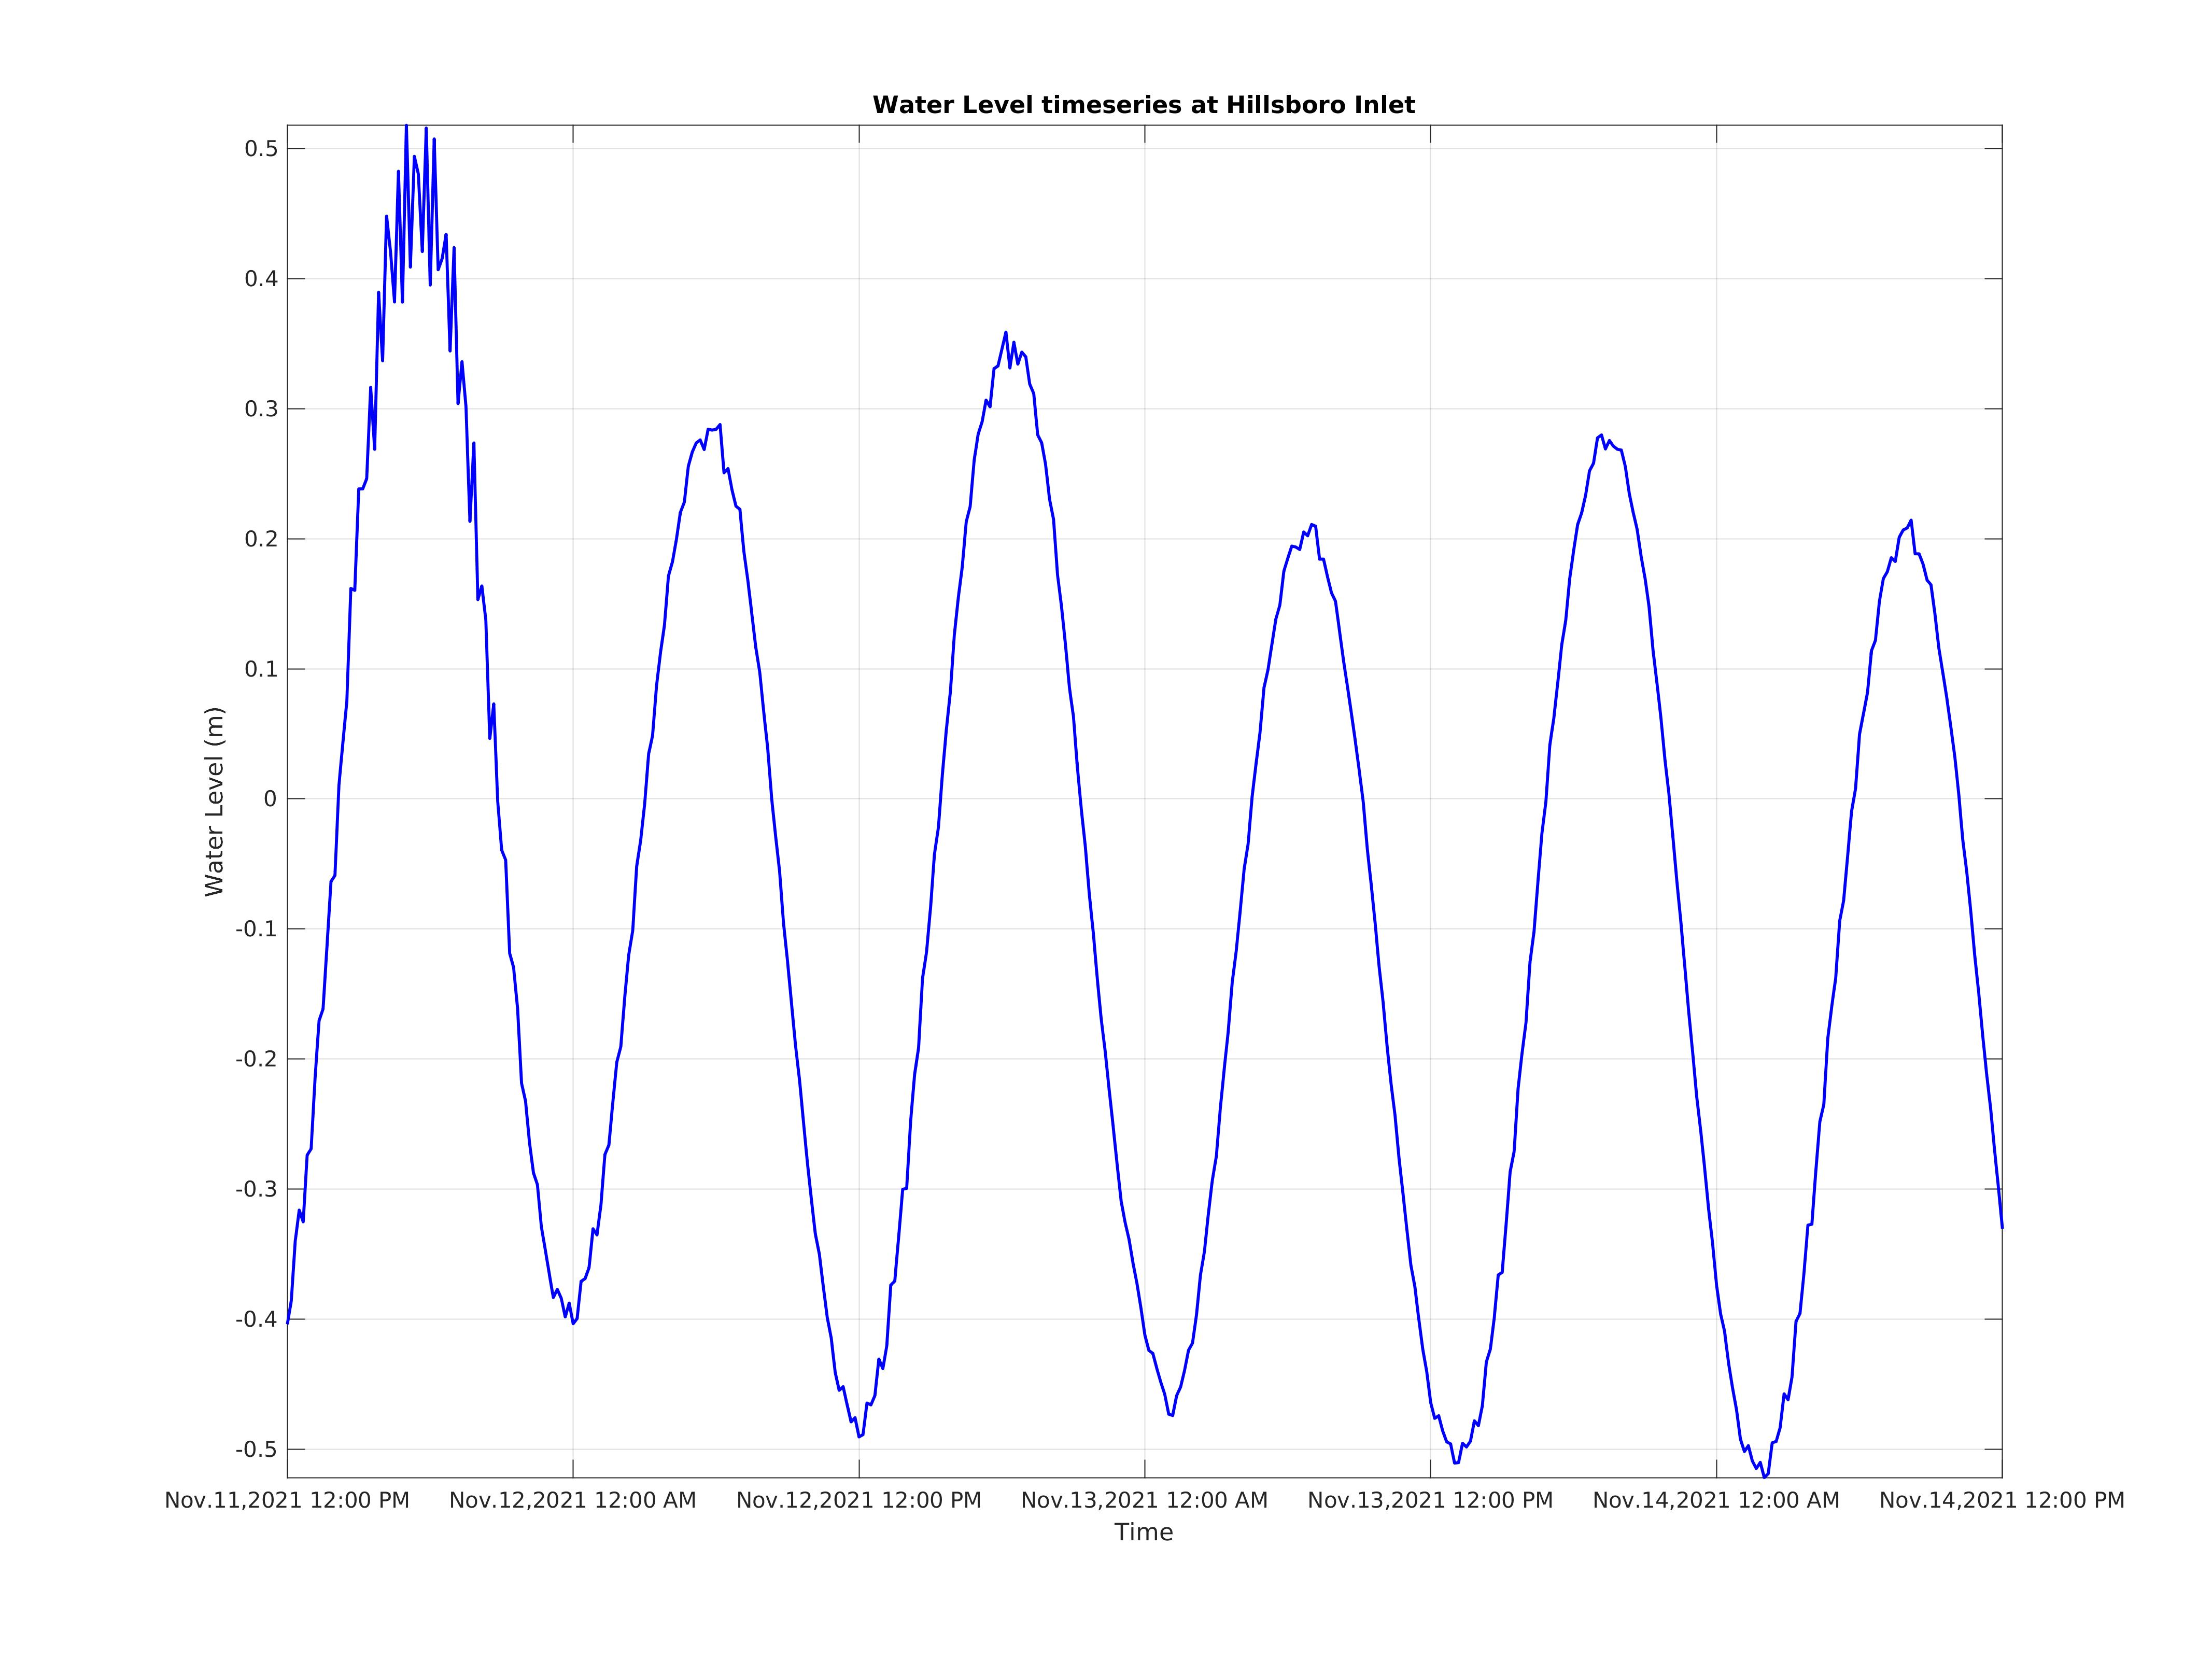 Water Level timeseries at Hillsboro Inlet
0.5
0.4
0.3
0.2
0.1
0
-0.1
-0.2
-0.3
-0.4
-0.5
Water Level (m)
Nov.11,2021 12:00 PM
Nov.12,2021 12:00 AM
Nov.12,2021 12:00 PM
Nov.13,2021 12:00 AM
Nov.13,2021 12:00 PM
Nov.14,2021 12:00 AM
Nov.14,2021 12:00 PM
Time